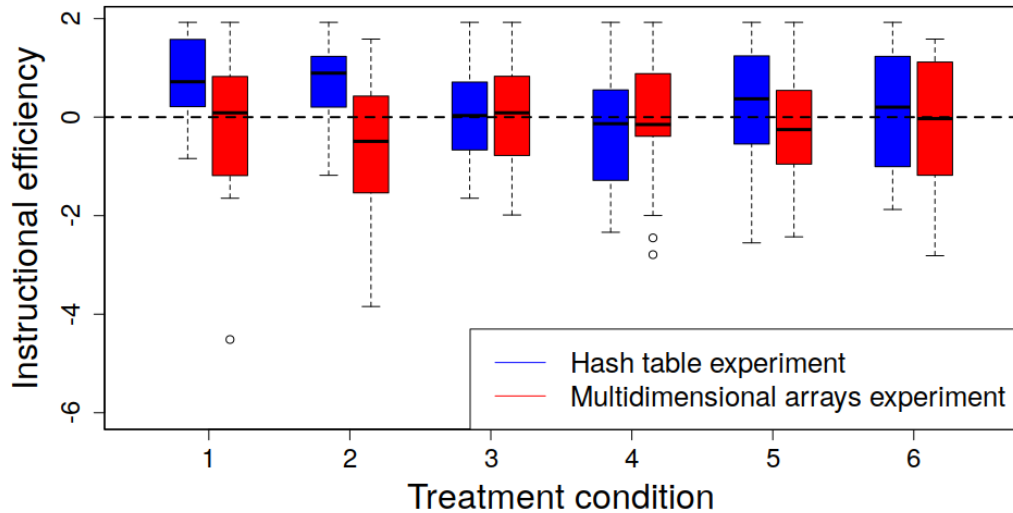 Instructional efficiency
2
0
-2
-4
-6
Hash table experiment
Multidimensional arrays experiment
1 2 3 4 5 6
Treatment condition